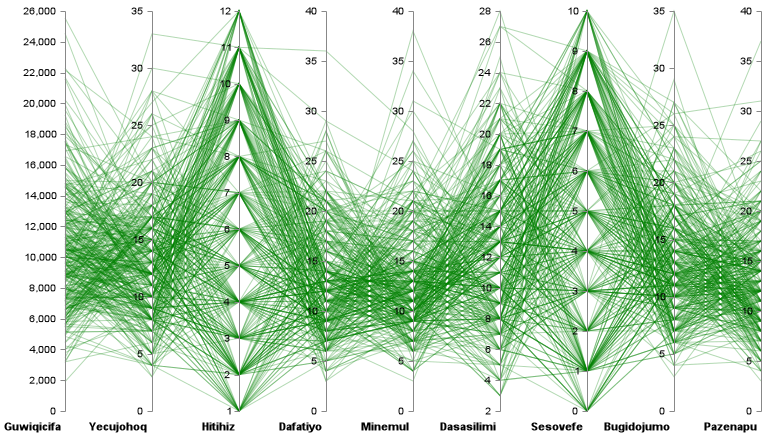 26,000 35 12 40 40 28 10 35 40
24,000 30 11 35 35 26 9 30 35
22,000 25 10 30 30 24 8 25 30
20,000 20 9 25 25 22 7 20 25
18,000 15 8 20 20 20 6 15 20
16,000 10 7 15 15 18 5 10 15
14,000 5 6 10 10 16 4 5 10
12,000 0 5 5 5 14 3 0 5
10,000 4 0 0 12 2 0
8,000 3 10 1
6,000 2 8 0
4,000 1 6
2,000 4
0 2
Guwiqicifa Yecujohoq Hitihiz Dafatiyo Minemul Dasasilimi Sesovefe Bugidojumo Pazenapu